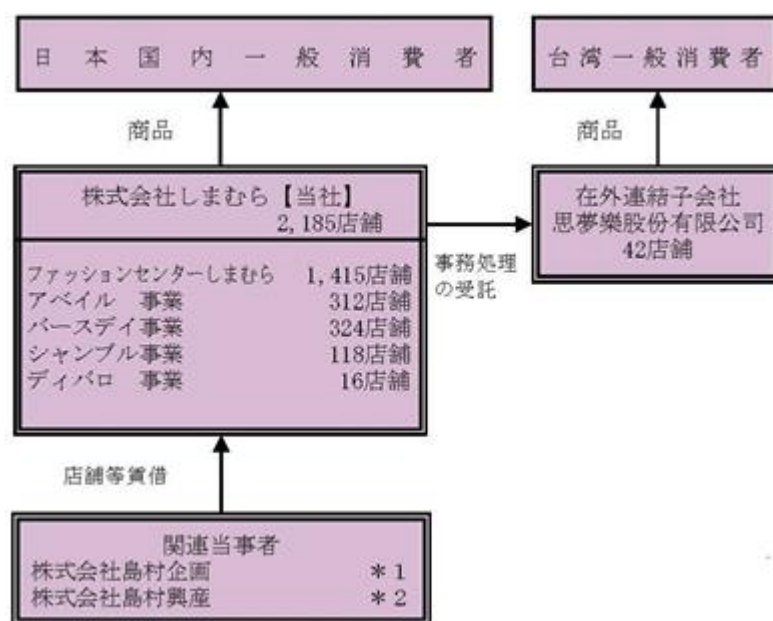 日本国内一般消費者
台湾一般消費者
商品
商品
株式会社しまむら【当社】
2,185店舗
在外連結子会社
思夢樂股份有限公司
42店舗
事務処理
の受託
ファッションセンターしまむら 1,415店舗
アベイル 事業 312店舗
バースデイ事業 324店舗
シャンブル事業 118店舗
ディバロ 事業 16店舗
店舗等賃借
関連当事者
株式会社島村企画 *1
株式会社島村興産 *2